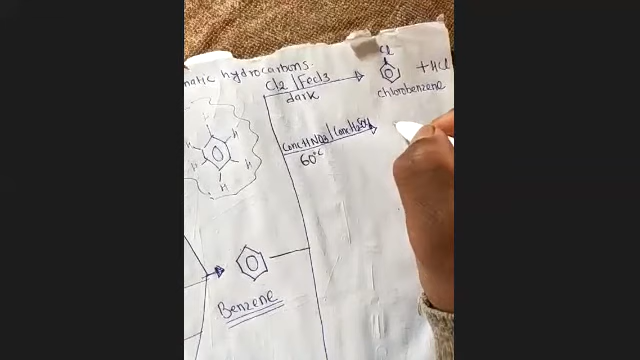 matic hydrocarbons.
Cl2 | Fecl3
dark
Cl
+ HCl
chlorobenzene
Conc HNO3 | Conc H2SO4
60°C
H
H
H
H
H
Benzene